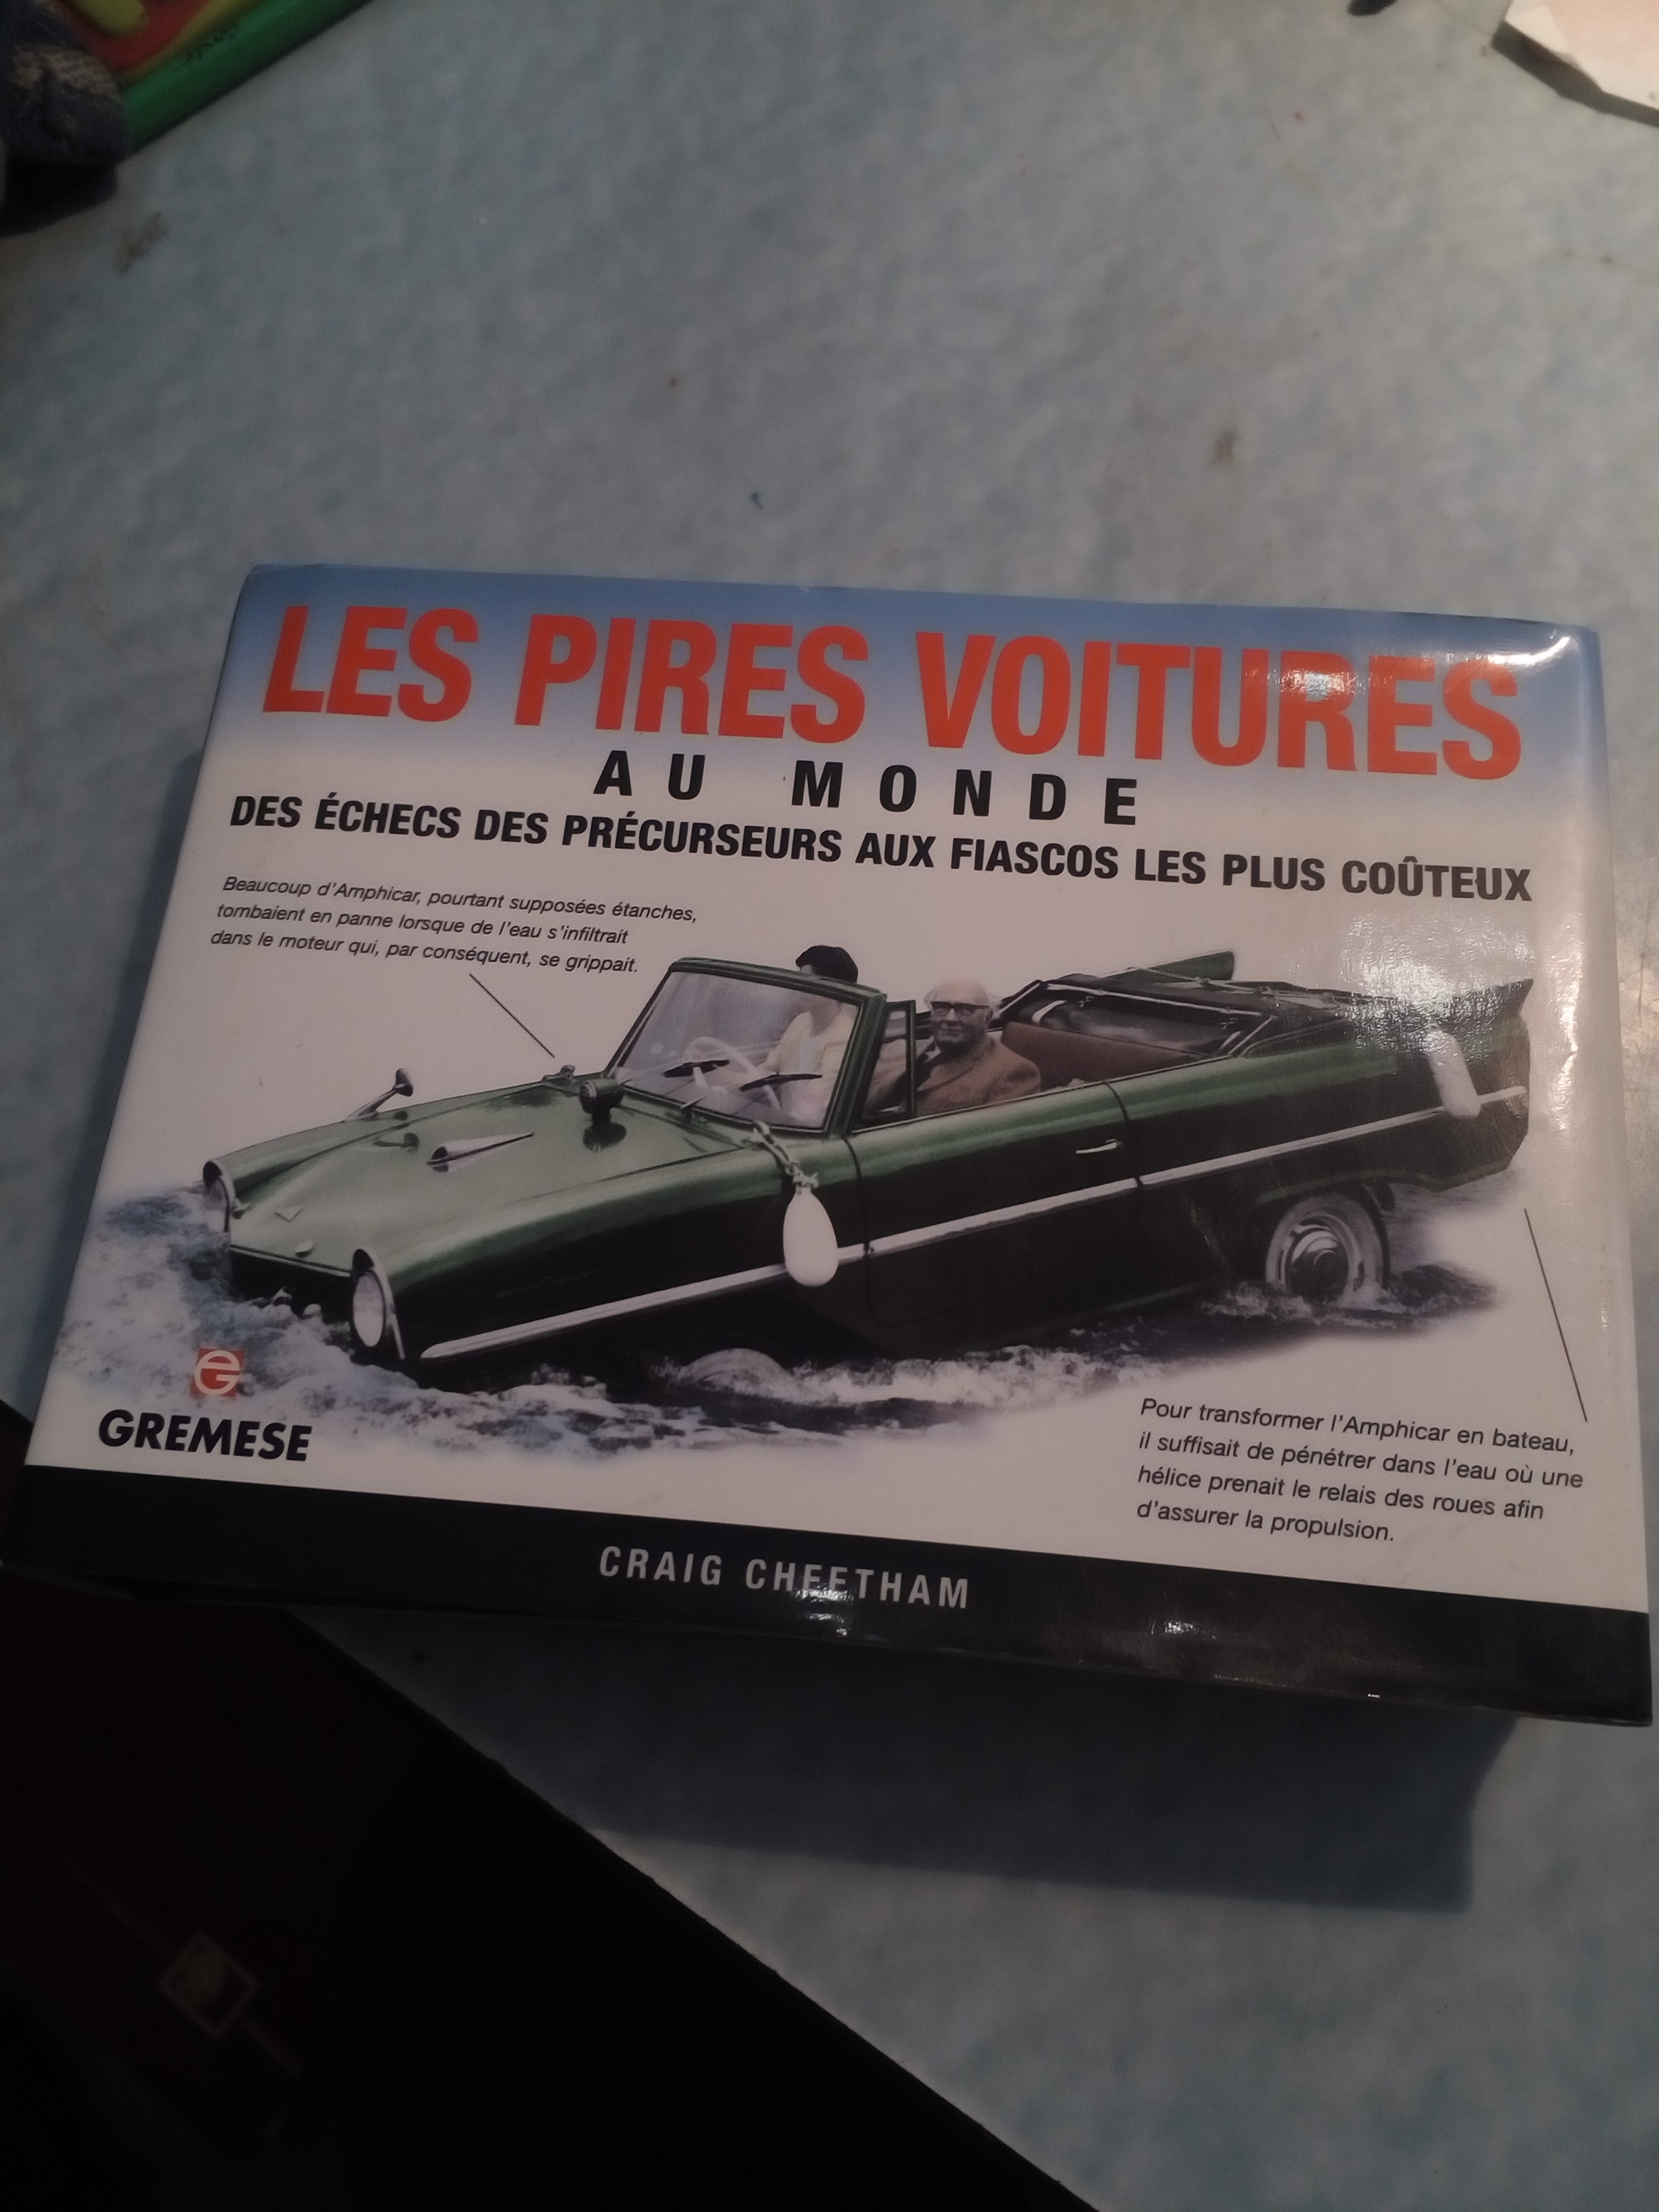 LES PIRES VOITURES
AU MONDE
DES ÉCHECS DES PRÉCURSEURS AUX FIASCOS LES PLUS COÛTEUX
Beaucoup d'Amphicar, pourtant supposées étanches,
tombaient en panne lorsque de l'eau s'infiltrait
dans le moteur qui, par conséquent, se grippait.
GREMESE
Pour transformer l'Amphicar en bateau,
il suffisait de pénétrer dans l'eau où une
hélice prenait le relais des roues afin
d'assurer la propulsion.
CRAIG CHEETHAM